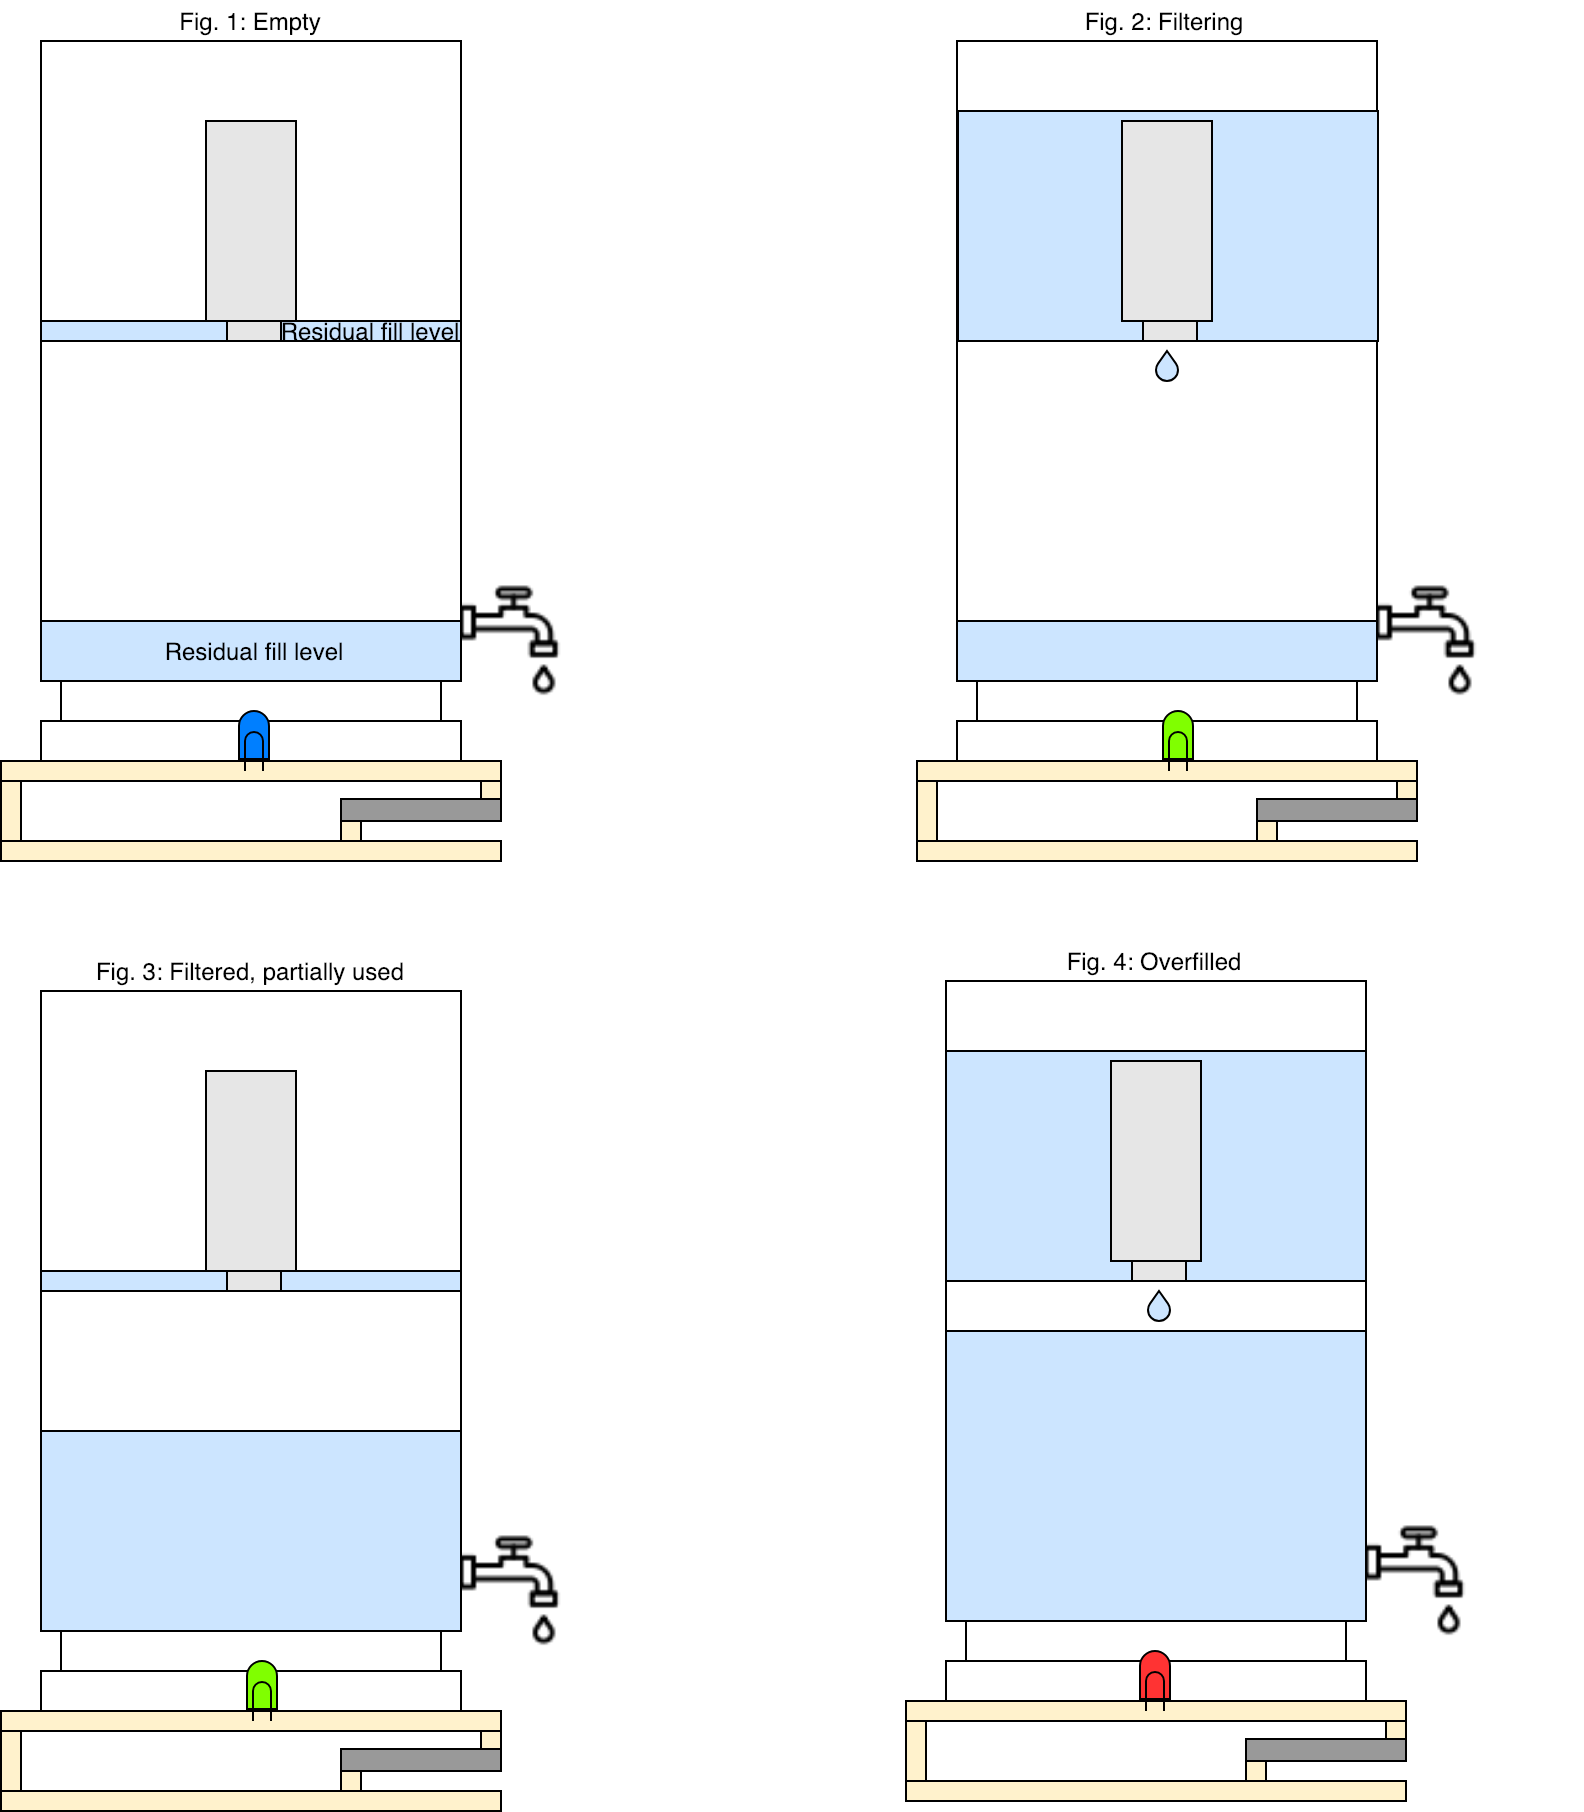 Fig. 1: Empty
Fig. 2: Filtering
Residual fill level
Residual fill level
Fig. 3: Filtered, partially used
Fig. 4: Overfilled